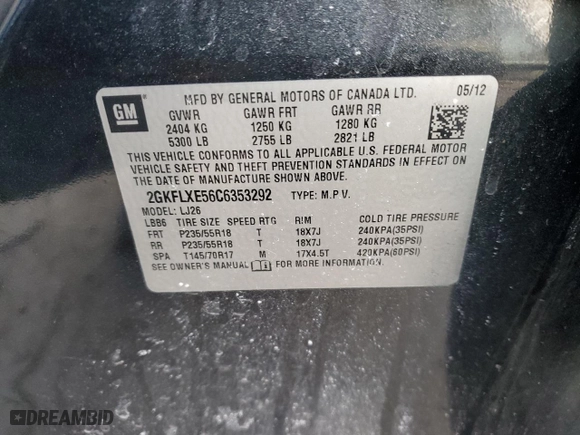 GM
MFD BY GENERAL MOTORS OF CANADA LTD. 05/12
GVWR GAWR FRT GAWR RR
2404 KG 1250 KG 1280 KG
5300 LB 2755 LB 2821 LB
THIS VEHICLE CONFORMS TO ALL APPLICABLE U.S. FEDERAL MOTOR
VEHICLE SAFETY AND THEFT PREVENTION STANDARDS IN EFFECT ON
THE DATE OF MANUFACTURE SHOWN ABOVE.
2GKFLXE56C6353292 TYPE: M.P.V.
MODEL: LJ26
LBB6 TIRE SIZE SPEED RTG RIM COLD TIRE PRESSURE
FRT P235/55R18 T 18X7J 240KPA(35PSI)
RR P235/55R18 T 18X7J 240KPA(35PSI)
SPA T145/70R17 M 17X4.5T 420KPA(60PSI)
SEE OWNER'S MANUAL FOR MORE INFORMATION.
DREAMBID